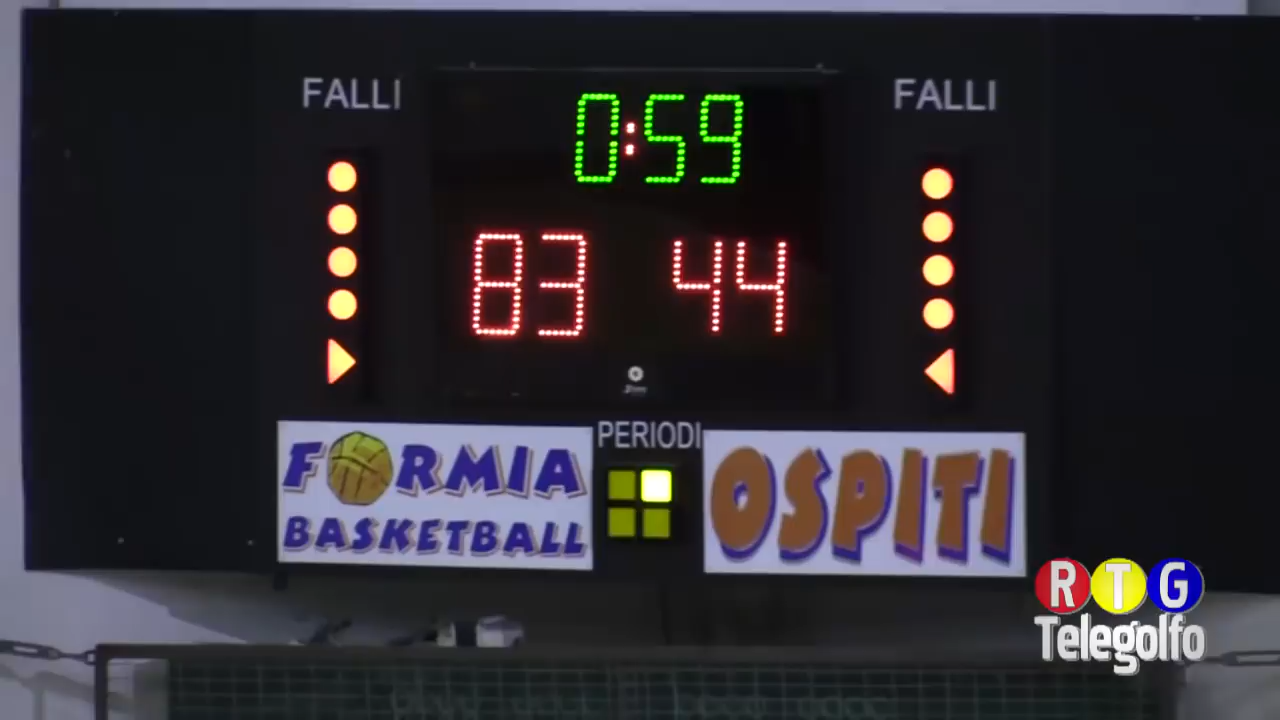 FALLI
FALLI
0:59
83 44
PERIODI
FORMIA
BASKETBALL
OSPITI
RTG
Telegolfo